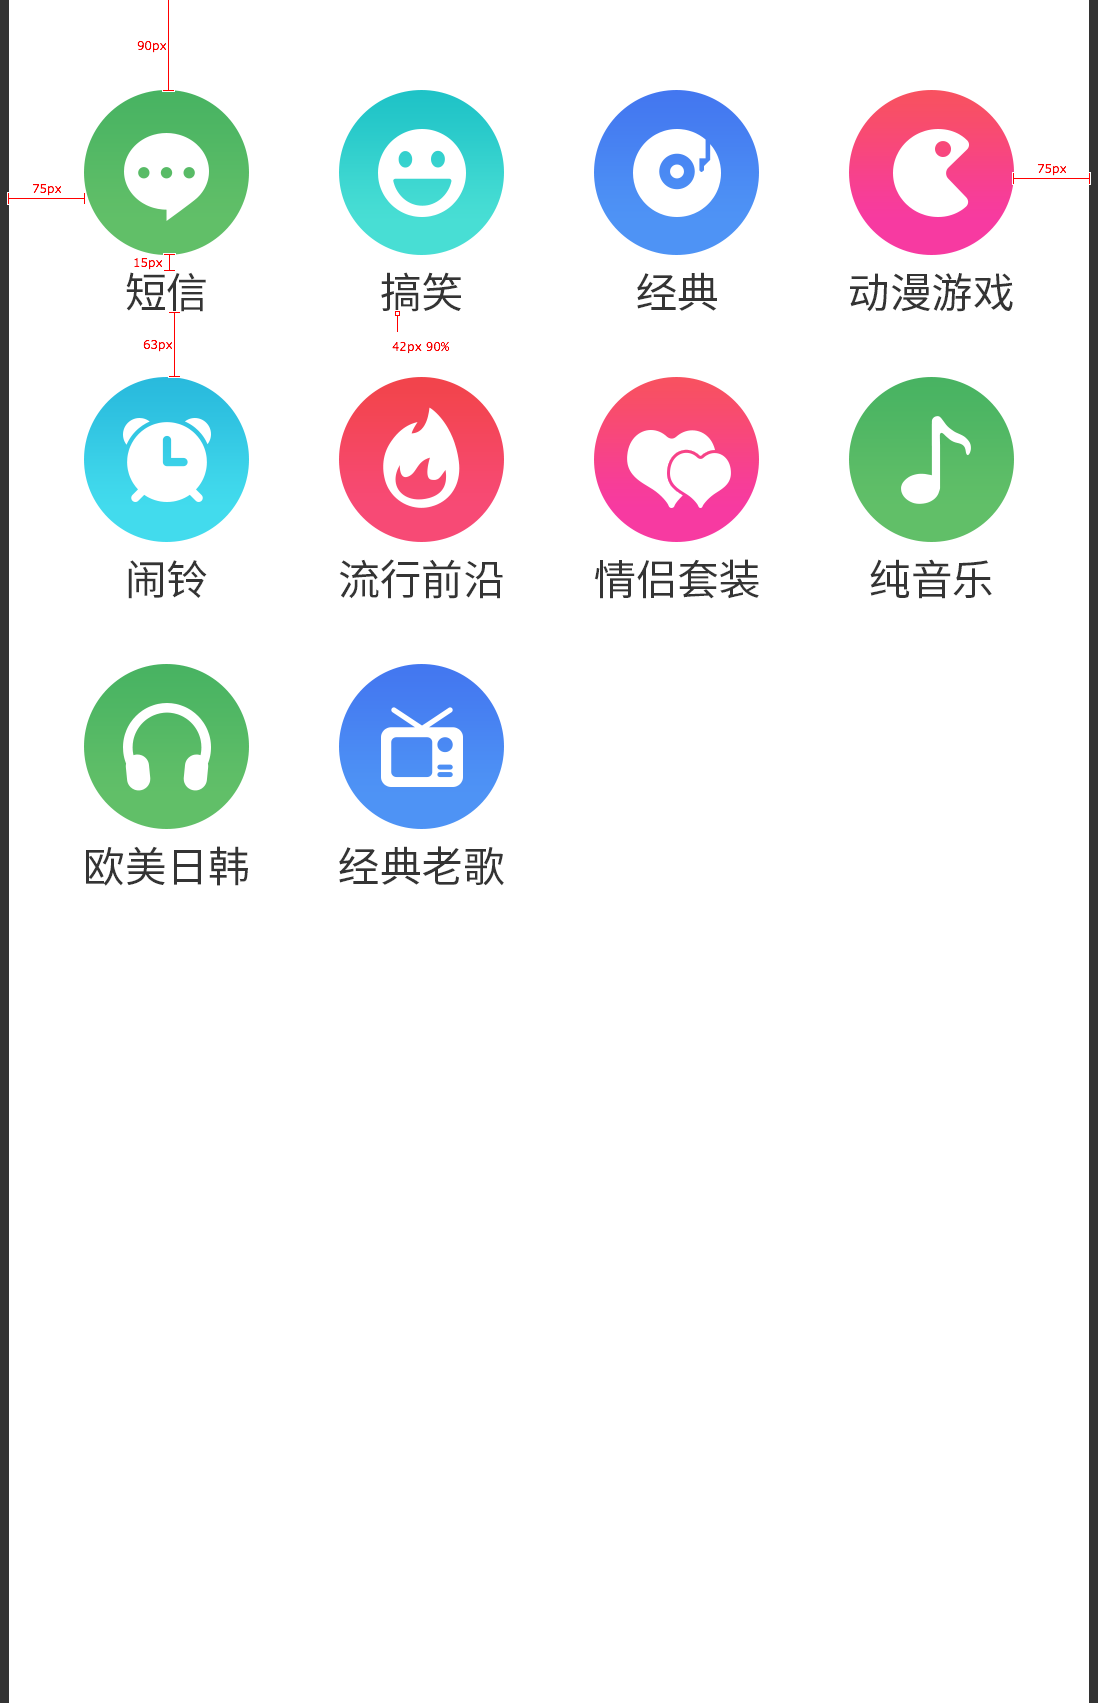 90px
75px
75px
15px
短信
搞笑
经典
动漫游戏
63px
42px 90%
闹铃
流行前沿
情侣套装
纯音乐
欧美日韩
经典老歌